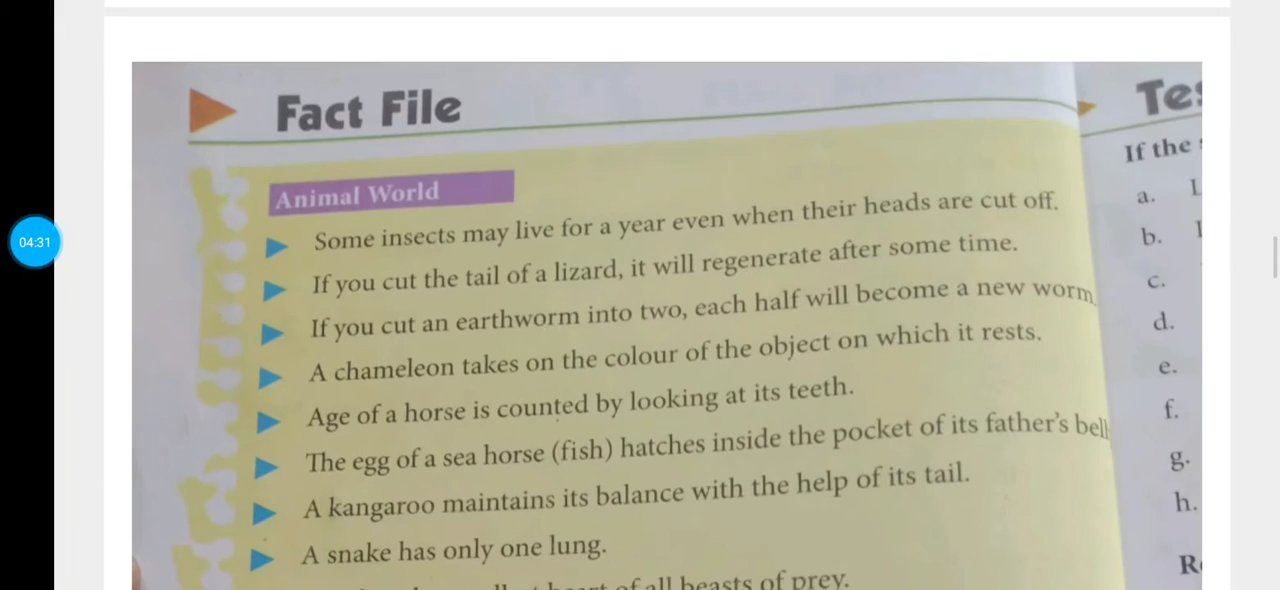 Fact File
Animal World
Some insects may live for a year even when their heads are cut off.
If you cut the tail of a lizard, it will regenerate after some time.
If you cut an earthworm into two, each half will become a new worm.
A chameleon takes on the colour of the object on which it rests.
Age of a horse is counted by looking at its teeth.
The egg of a sea horse (fish) hatches inside the pocket of its father's bell
A kangaroo maintains its balance with the help of its tail.
A snake has only one lung.
of all beasts of prey.
If the
a.
b.
c.
d.
e.
f.
g.
h.
04:31